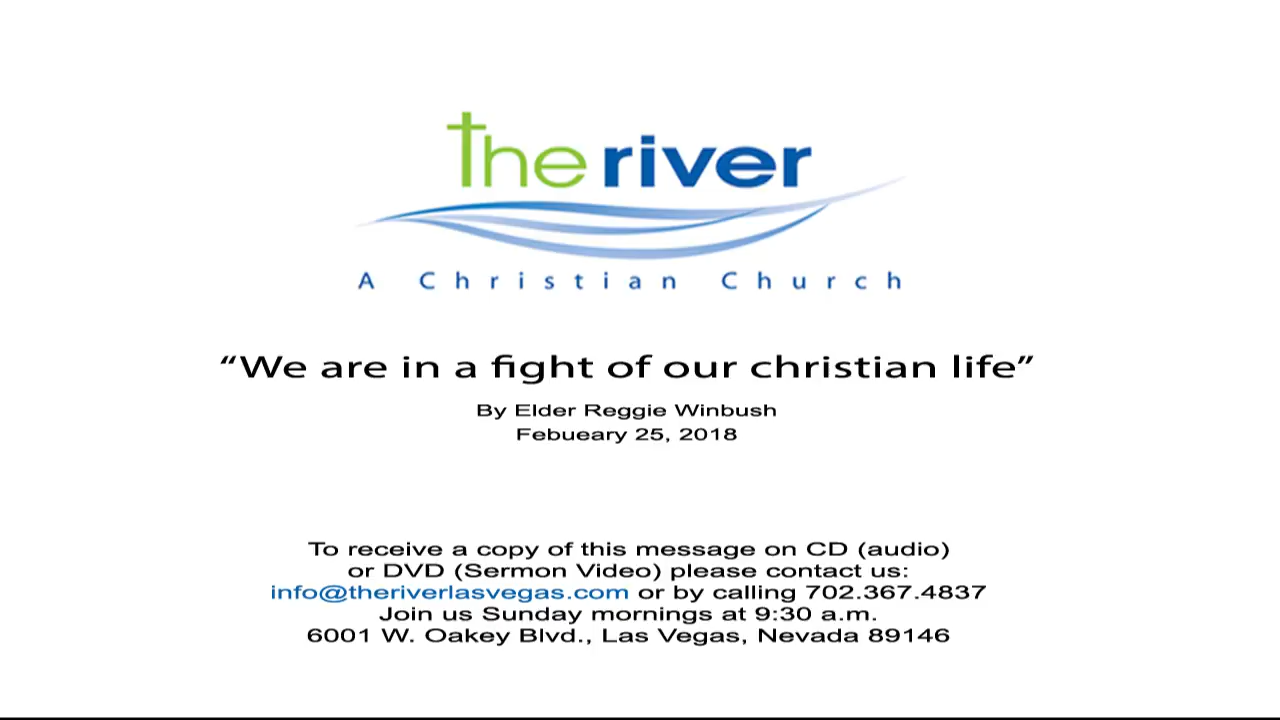 the river
A Christian Church
“We are in a fight of our christian life”
By Elder Reggie Winbush
Febueary 25, 2018
To receive a copy of this message on CD (audio)
or DVD (Sermon Video) please contact us:
info@theriverlasvegas.com or by calling 702.367.4837
Join us Sunday mornings at 9:30 a.m.
6001 W. Oakey Blvd., Las Vegas, Nevada 89146